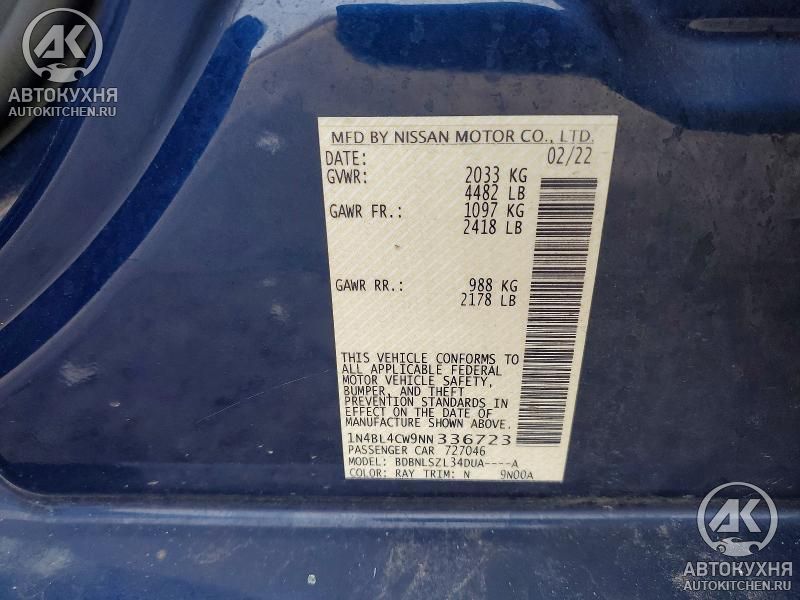 AK
АВТОКУХНЯ
AUTOKITCHEN.RU
MFD BY NISSAN MOTOR CO., LTD.
DATE: 02/22
GVWR: 2033 KG
4482 LB
GAWR FR.: 1097 KG
2418 LB
GAWR RR.: 988 KG
2178 LB
THIS VEHICLE CONFORMS TO
ALL APPLICABLE FEDERAL
MOTOR VEHICLE SAFETY,
BUMPER, AND THEFT
PREVENTION STANDARDS IN
EFFECT ON THE DATE OF
MANUFACTURE SHOWN ABOVE.
1N4BL4CW9NN336723
PASSENGER CAR 727046
MODEL: BDBNLSZL34DUA----A
COLOR: RAY TRIM: N 9N00A
AK
АВТОКУХНЯ
AUTOKITCHEN.RU